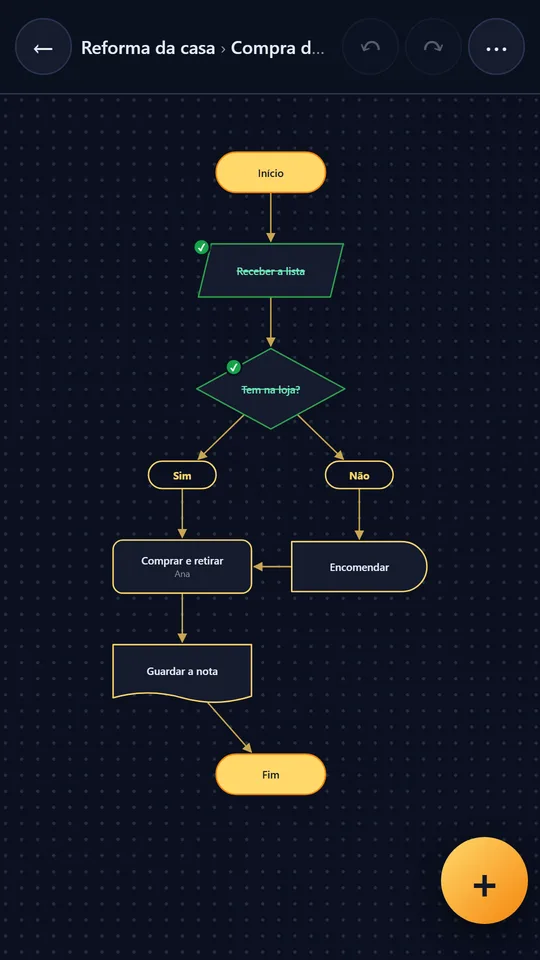 Reforma da casa › Compra d...
Início
Receber a lista
Tem na loja?
Sim
Não
Comprar e retirar
Ana
Encomendar
Guardar a nota
Fim